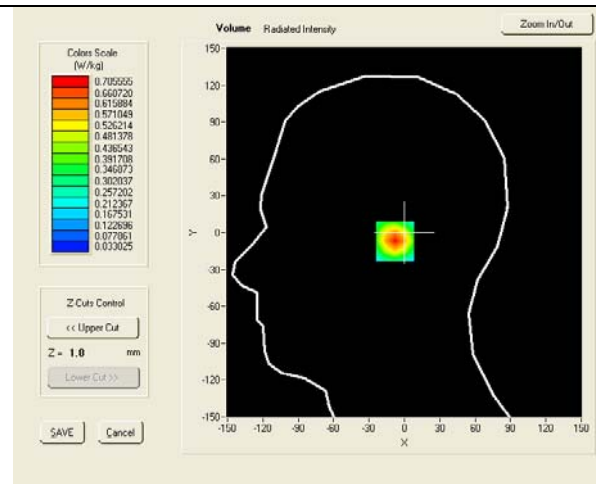 Volume Radiated Intensity
Zoom In/Out
Colors Scale
(W/kg)
0.705555
0.660720
0.615884
0.571049
0.526214
0.481378
0.436543
0.391708
0.346873
0.302037
0.257202
0.212367
0.167531
0.122696
0.077861
0.033025
Z-Cuts Control
<< Upper Cut
Z = 1.0 mm
Lower Cut >>
SAVE Cancel
150
120
90
60
30
0
-30
-60
-90
-120
-150
Y
-150 -120 -90 -60 -30 0 30 60 90 120 150
X